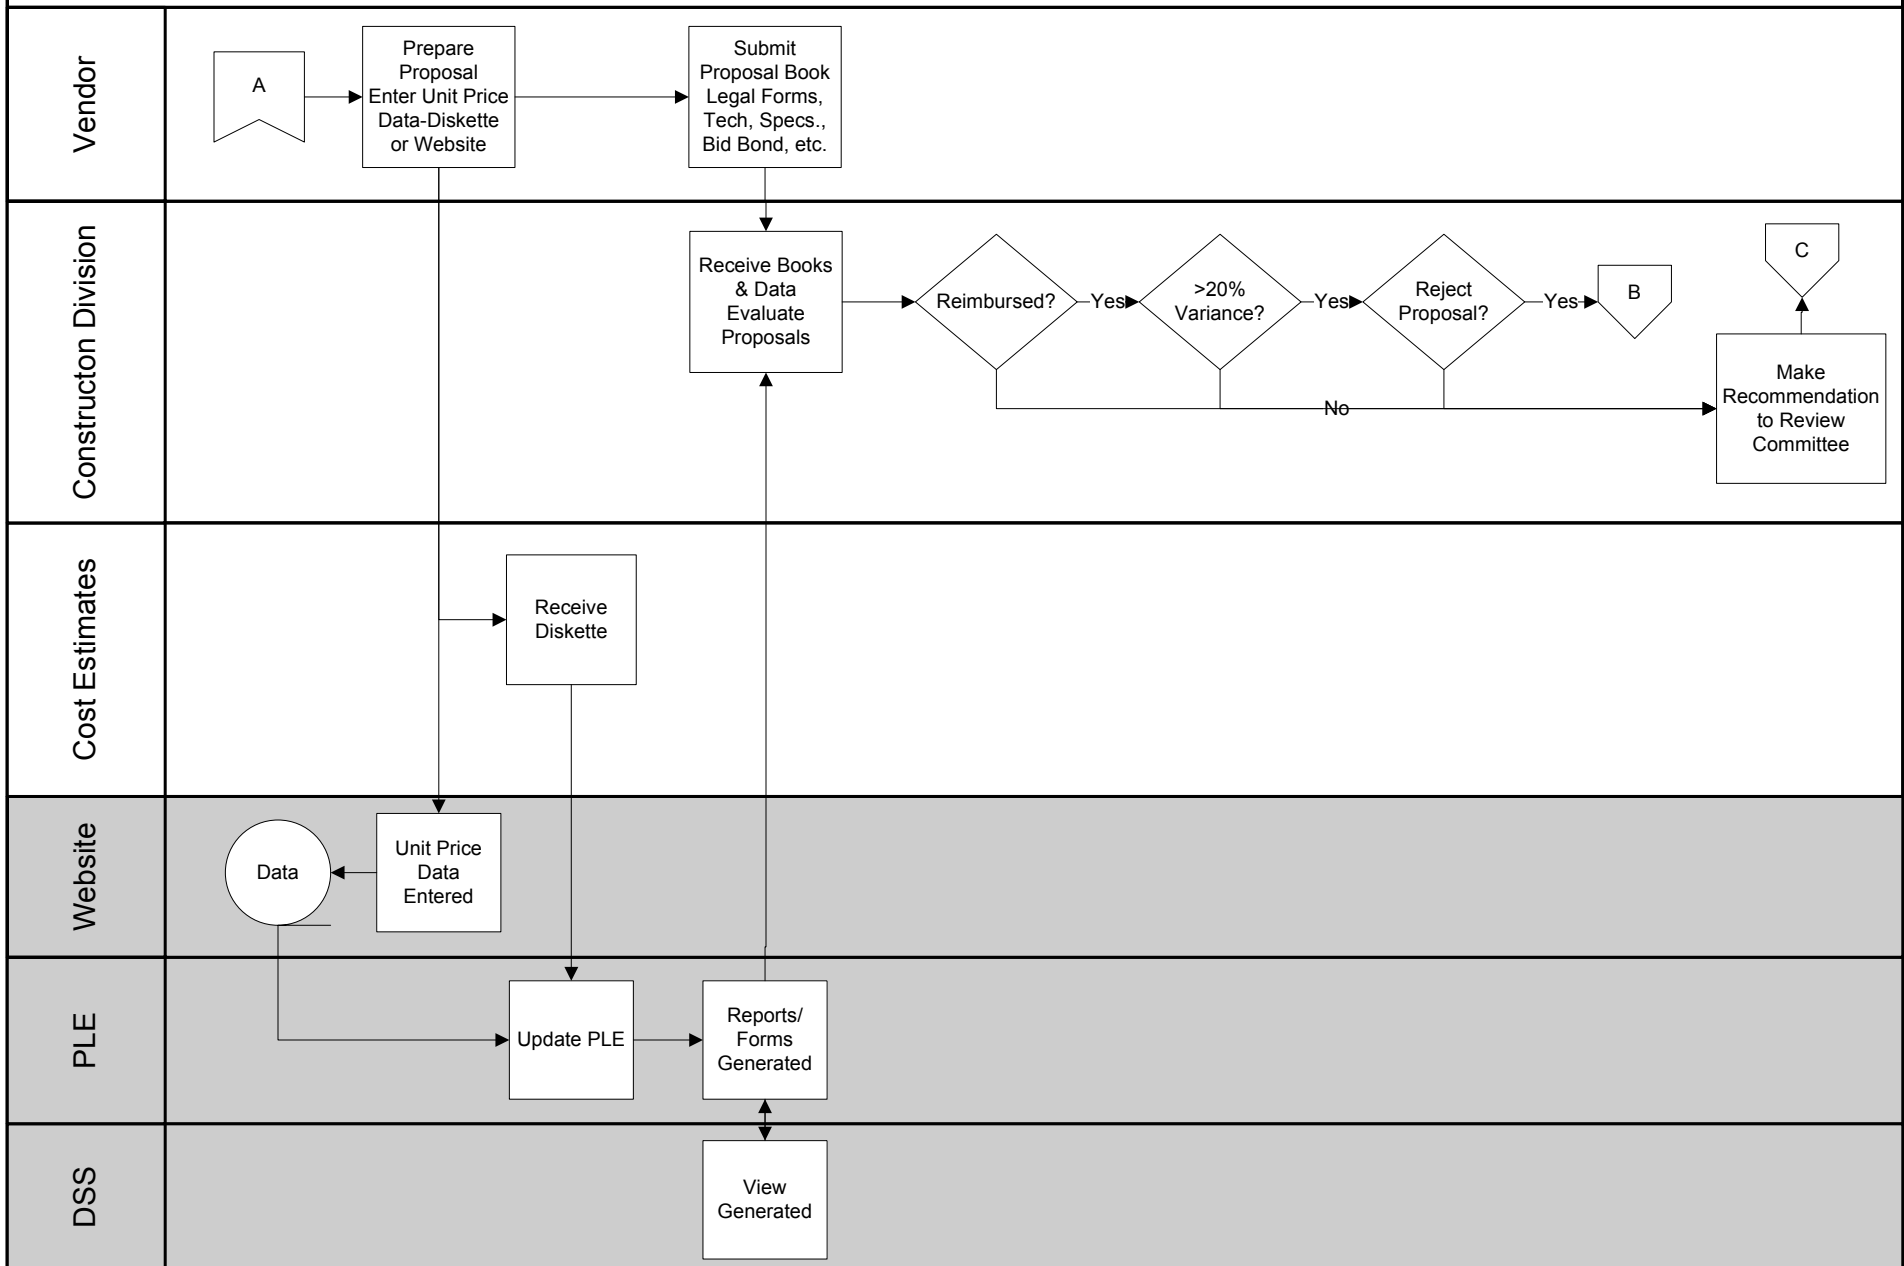 Vendor
A
Prepare
Proposal
Enter Unit Price
Data-Diskette
or Website
Submit
Proposal Book
Legal Forms,
Tech, Specs.,
Bid Bond, etc.
Constructon Division
Receive Books
& Data
Evaluate
Proposals
Reimbursed?
Yes
>20%
Variance?
Yes
Reject
Proposal?
Yes
B
C
No
Make
Recommendation
to Review
Committee
Cost Estimates
Receive
Diskette
Website
Data
Unit Price
Data
Entered
PLE
Update PLE
Reports/
Forms
Generated
DSS
View
Generated